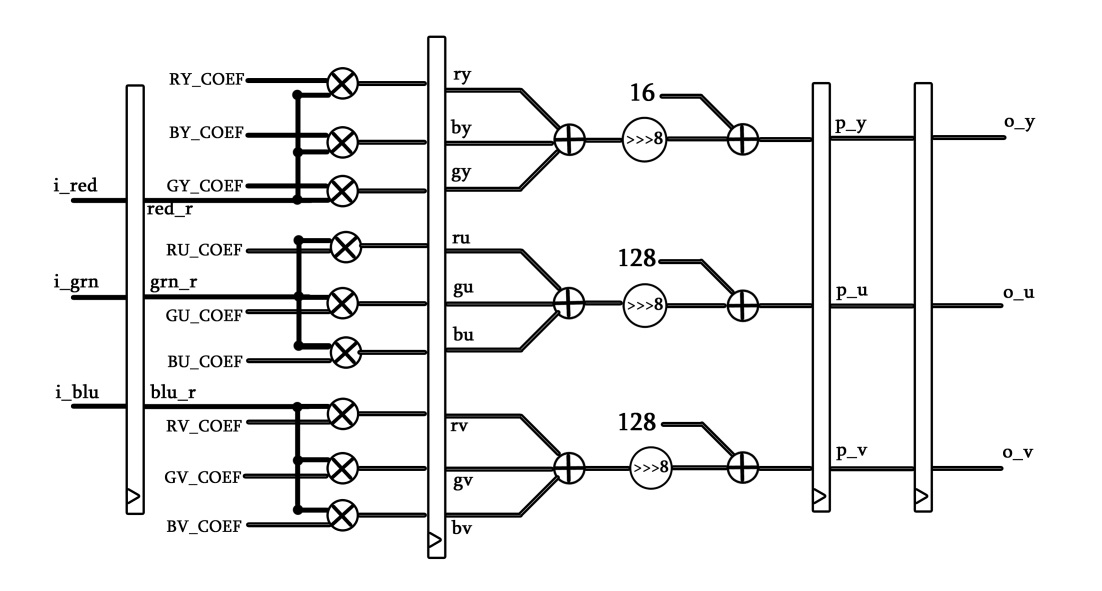 RY_COEF
BY_COEF
GY_COEF
i_red
red_r
RU_COEF
i_grn
grn_r
GU_COEF
BU_COEF
i_blu
blu_r
RV_COEF
GV_COEF
BV_COEF
ry
by
gy
ru
gu
bu
rv
gv
bv
16
>>>8
128
>>>8
128
>>>8
p_y
p_u
p_v
o_y
o_u
o_v